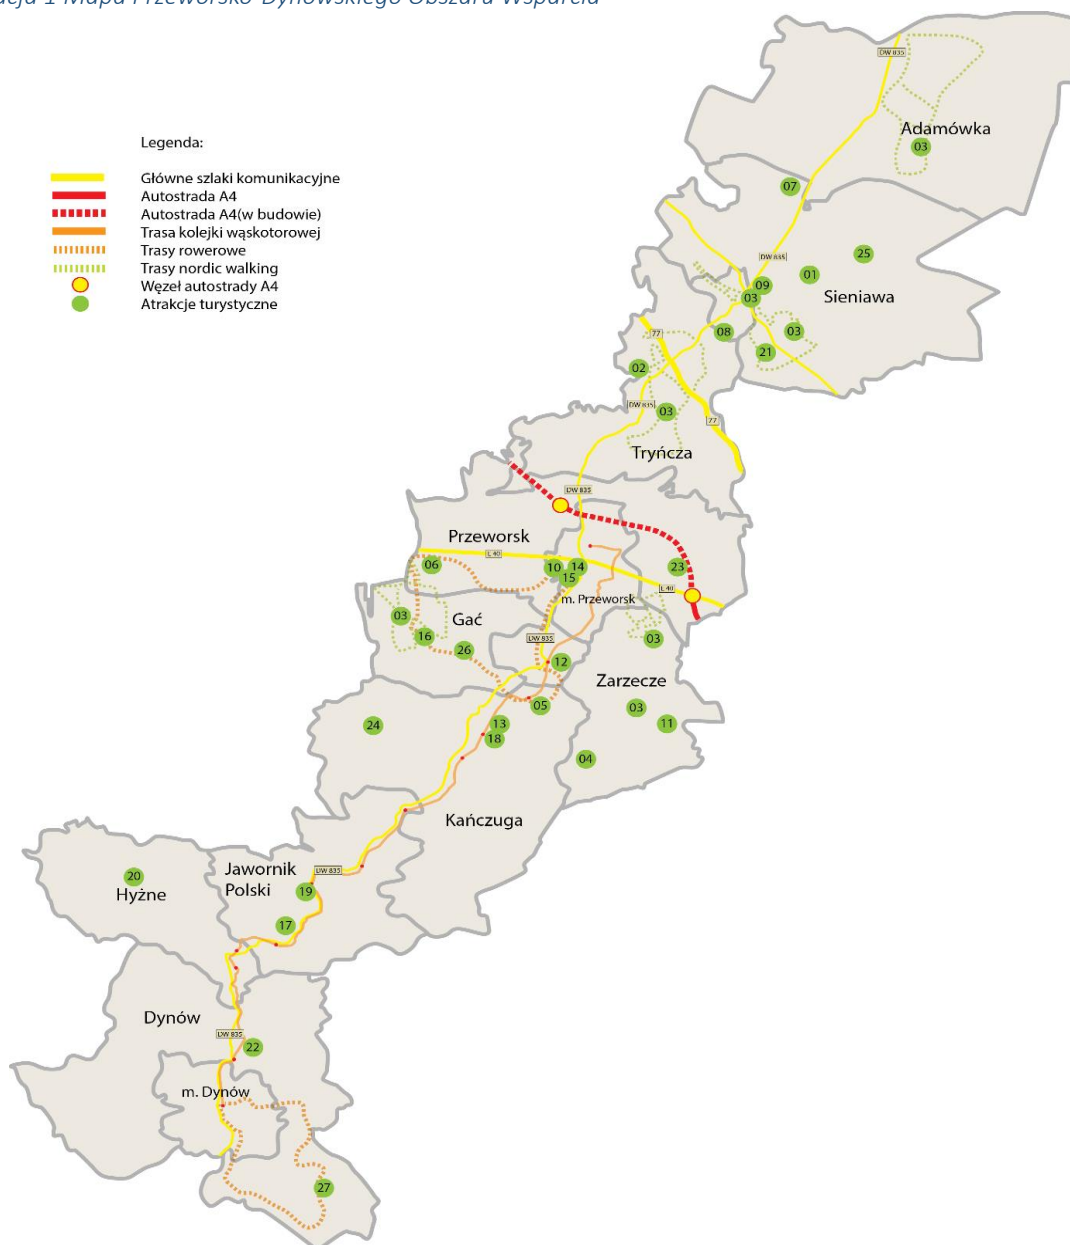 acja 1 Mapa Przeworsko-Dynowskiego Obszaru Wsparcia
Legenda:
Główne szlaki komunikacyjne
Autostrada A4
Autostrada A4(w budowie)
Trasa kolejki wąskotorowej
Trasy rowerowe
Trasy nordic walking
Węzeł autostrady A4
Atrakcje turystyczne
DW 835
Adamówka
03
07
25
DW 835
01
09
Sieniawa
03
08
03
77
21
02
DW 835
03
77
Tryńcza
DW 835
Przeworsk
L 40
06
10
14
23
15
L 40
m. Przeworsk
03
Gać
16
DW 835
03
26
12
Zarzecze
05
03
13
11
24
18
04
Kańczuga
Jawornik
Polski
DW 835
20
Hyżne
19
17
Dynów
DW 835
22
m. Dynów
27